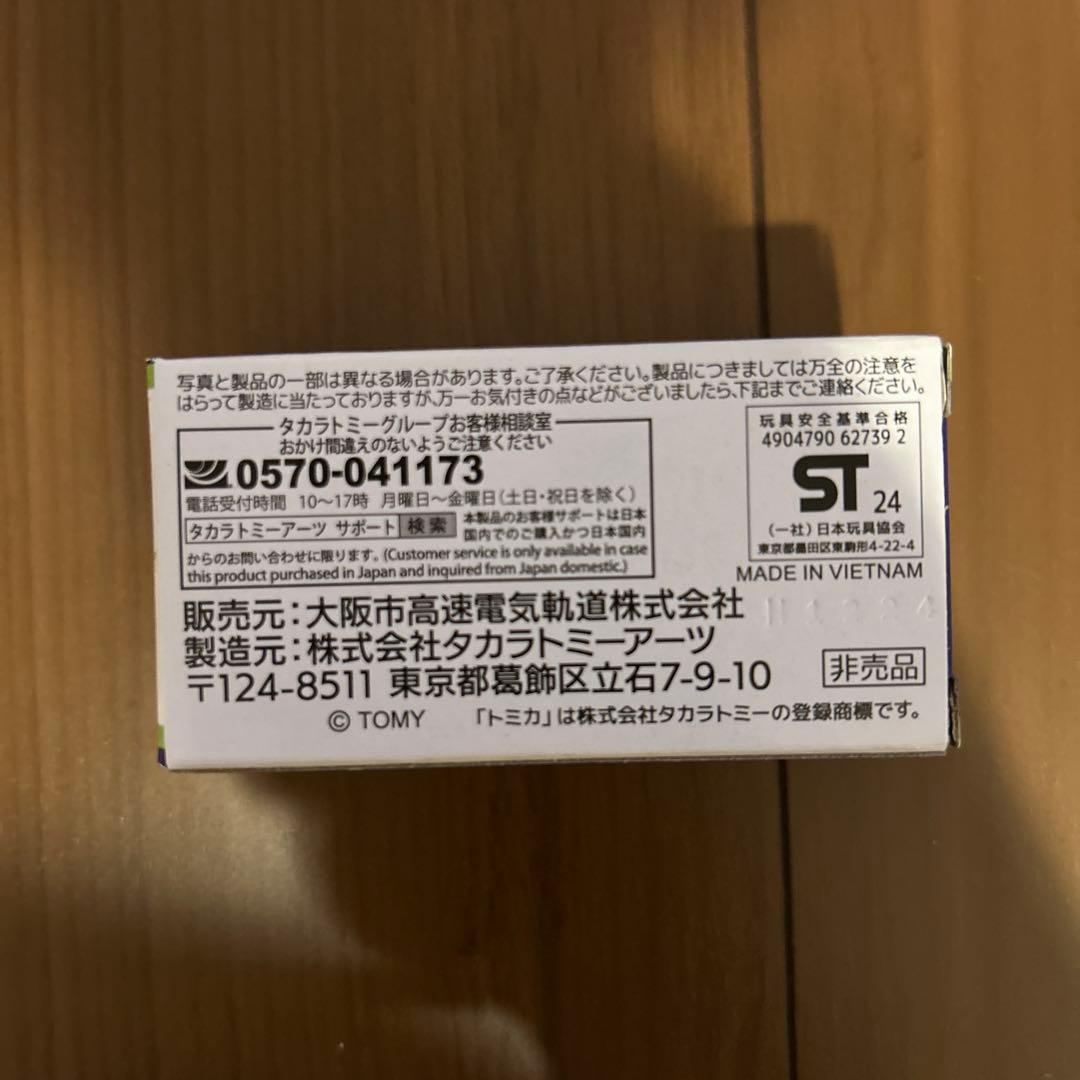 写真と製品の一部は異なる場合があります。ご了承ください。製品につきましては万全の注意を
はらって製造に当たっておりますが、万一お気付きの点などがございましたら、下記までご連絡ください。
タカラトミーグループお客様相談室
おかけ間違えのないようご注意ください
0570-041173
電話受付時間 10～17時 月曜日～金曜日(土日・祝日を除く)
タカラトミーアーツ サポート 検索
本製品のお客様サポートは日本
国内でのご購入かつ日本国内
からのお問い合わせに限ります。(Customer service is only available in case
this product purchased in Japan and inquired from Japan domestic.)
玩具安全基準合格
4904790 62739 2
ST 24
(一社)日本玩具協会
東京都墨田区東駒形4-22-4
MADE IN VIETNAM
販売元:大阪市高速電気軌道株式会社
製造元:株式会社タカラトミーアーツ
〒124-8511 東京都葛飾区立石7-9-10
非売品
© TOMY 「トミカ」は株式会社タカラトミーの登録商標です。